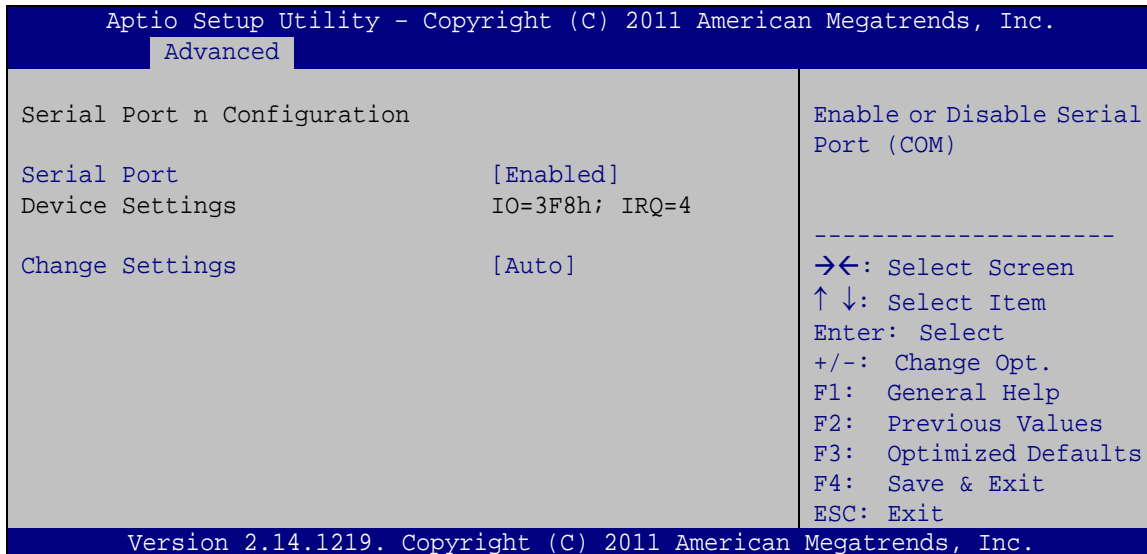 Aptio Setup Utility – Copyright (C) 2011 American Megatrends, Inc.
Advanced
Serial Port n Configuration
Serial Port [Enabled]
Device Settings IO=3F8h; IRQ=4
Change Settings [Auto]
Enable or Disable Serial
Port (COM)
---------------------
→←: Select Screen
↑ ↓: Select Item
Enter: Select
+/-: Change Opt.
F1: General Help
F2: Previous Values
F3: Optimized Defaults
F4: Save & Exit
ESC: Exit
Version 2.14.1219. Copyright (C) 2011 American Megatrends, Inc.